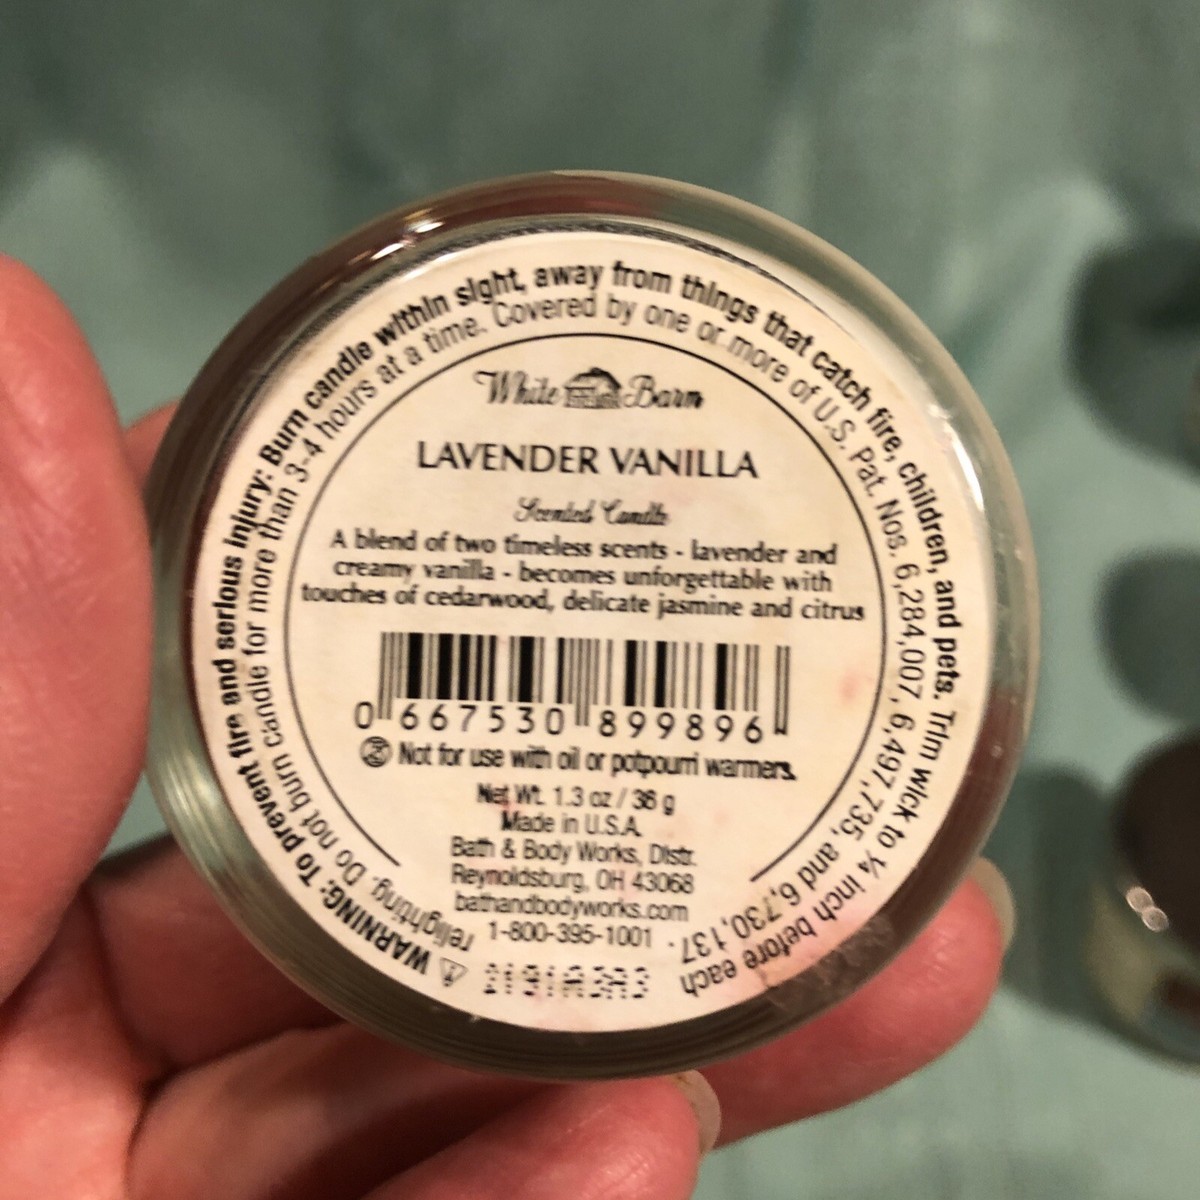 ⚠ WARNING: To prevent fire and serious injury: Burn candle within sight, away from things that catch fire, children, and pets. Trim wick to ¼ inch before each
relighting. Do not burn candle for more than 3-4 hours at a time. Covered by one or more of U.S. Pat. Nos. 6,284,007, 6,497,735, and 6,730,137.
White Barn
LAVENDER VANILLA
Scented Candle
A blend of two timeless scents - lavender and
creamy vanilla - becomes unforgettable with
touches of cedarwood, delicate jasmine and citrus
0 667530 899896
Not for use with oil or potpourri warmers.
Net Wt. 1.3 oz / 36 g
Made in U.S.A.
Bath & Body Works, Distr.
Reynoldsburg, OH 43068
bathandbodyworks.com
1-800-395-1001